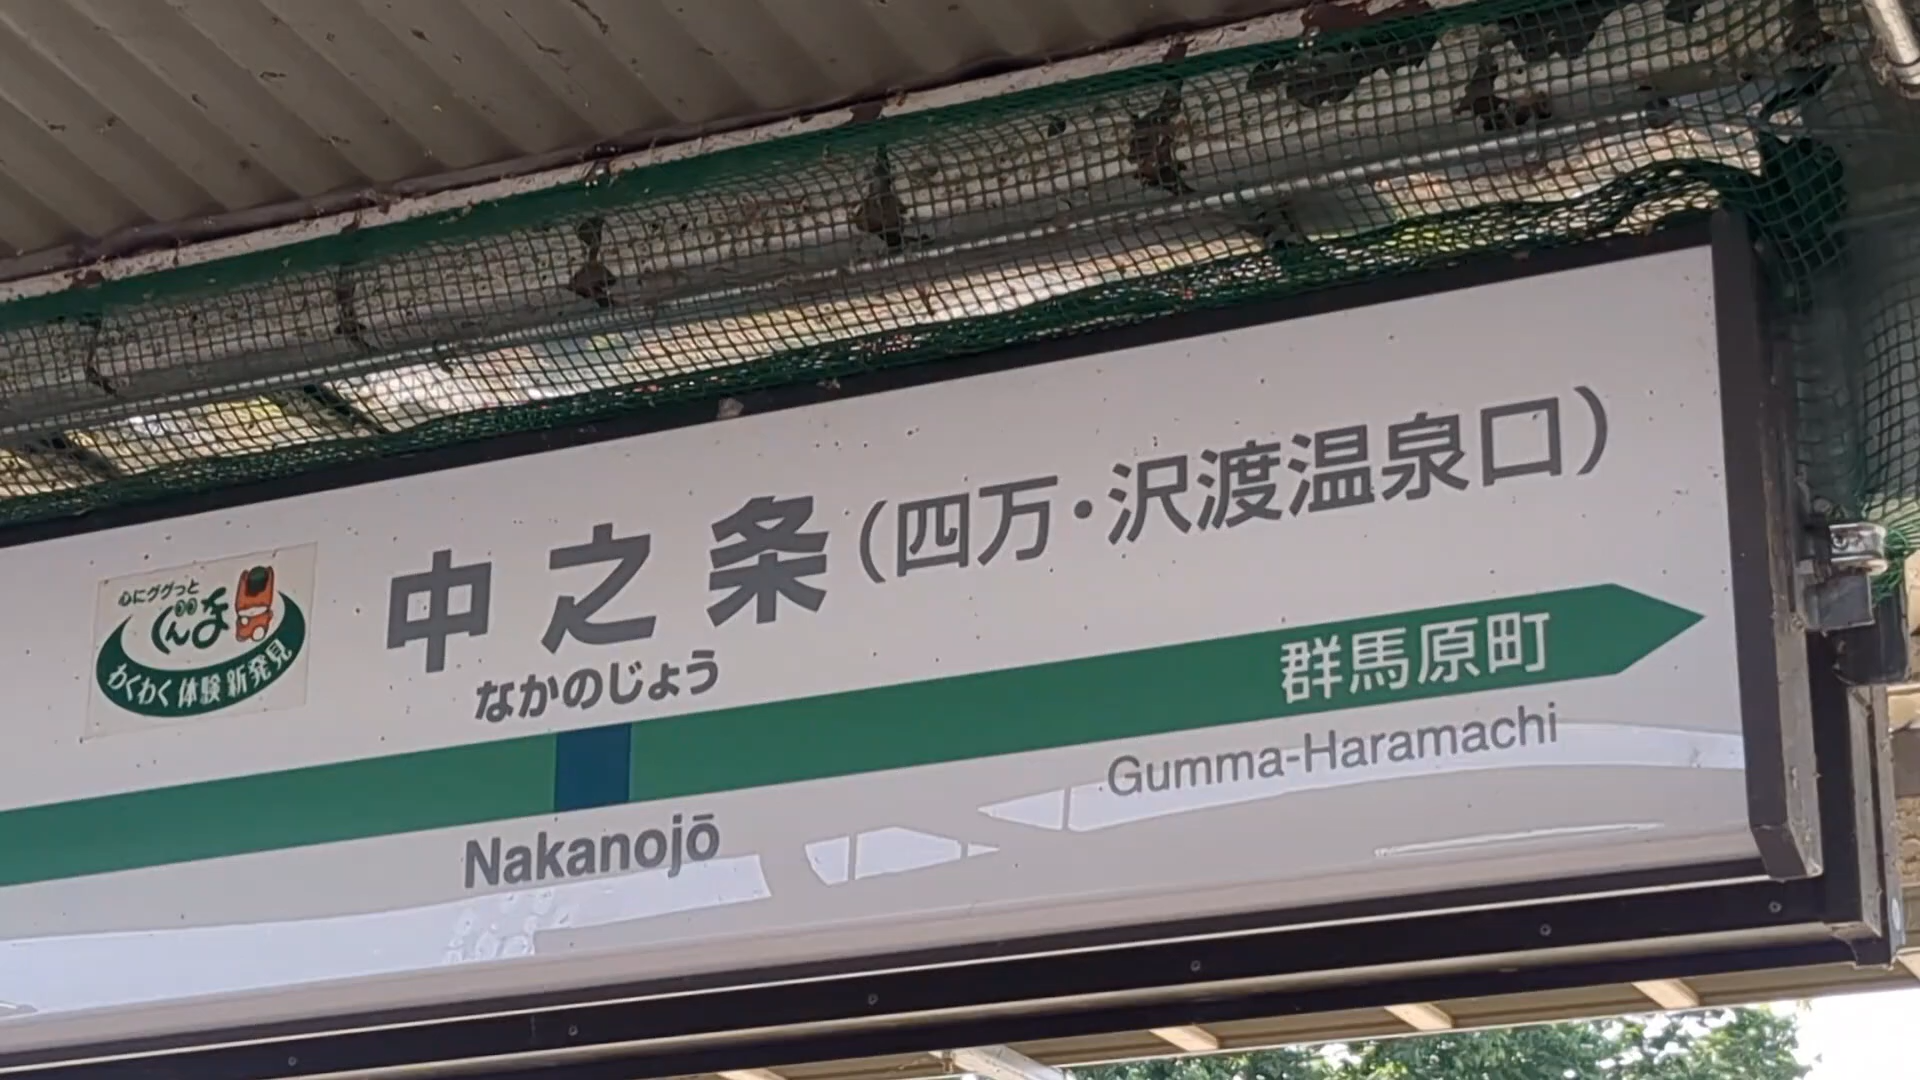 心にググっと
ぐんま
わくわく 体験 新発見
中之条(四万・沢渡温泉口)
なかのじょう
群馬原町
Nakanojō
Gumma-Haramachi